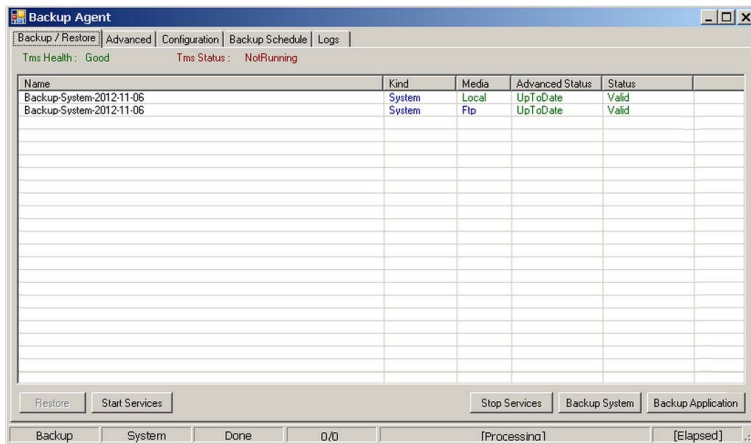 Backup Agent
Backup / Restore Advanced Configuration Backup Schedule Logs
Tms Health : Good Tms Status : NotRunning
Name Kind Media Advanced Status Status
Backup-System-2012-11-06 System Local UpToDate Valid
Backup-System-2012-11-06 System Ftp UpToDate Valid
Restore Start Services Stop Services Backup System Backup Application
Backup System Done 0/0 [Processing] [Elapsed]